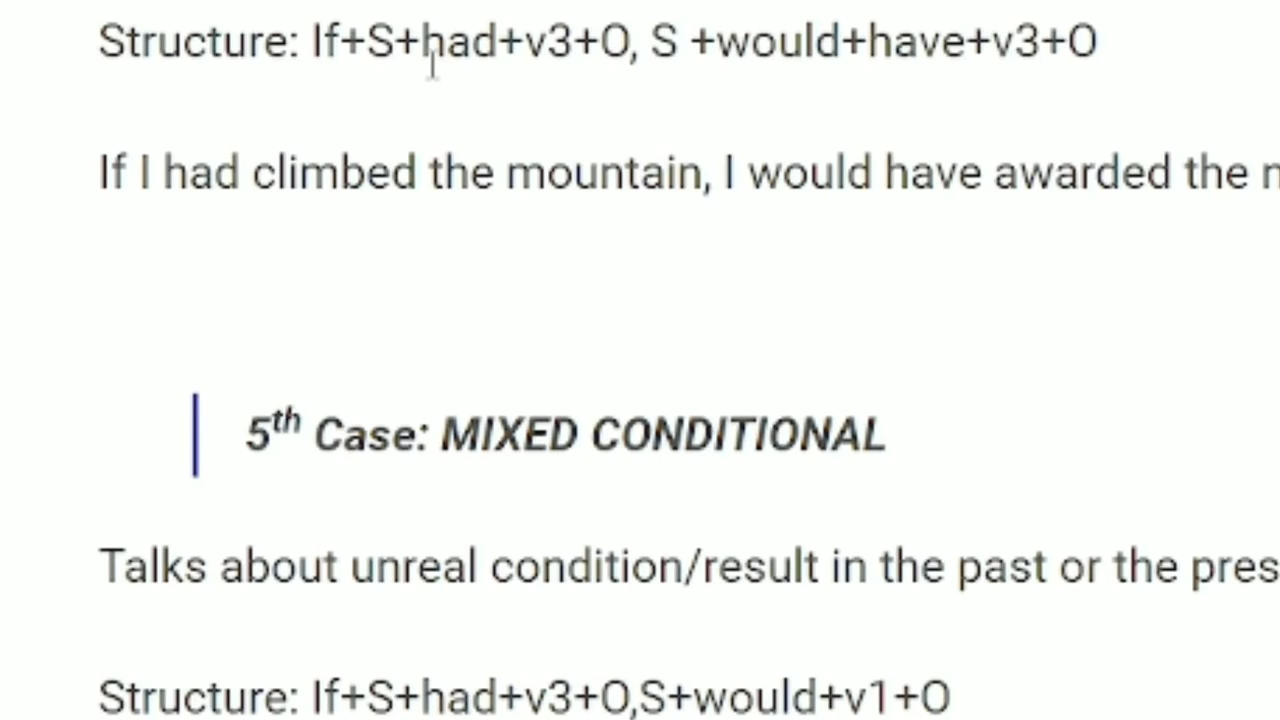 Structure: If+S+had+v3+O, S +would+have+v3+O
If I had climbed the mountain, I would have awarded the
5th Case: MIXED CONDITIONAL
Talks about unreal condition/result in the past or the
Structure: If+S+had+v3+O,S+would+v1+O